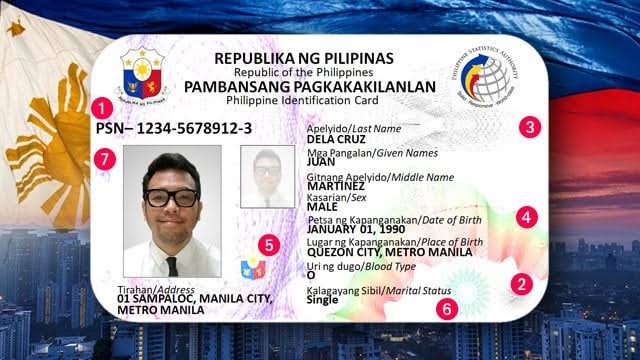 REPUBLIKA NG PILIPINAS
Republic of the Philippines
PAMBANSANG PAGKAKAKILANLAN
Philippine Identification Card
PHILIPPINE STATISTICS AUTHORITY
Solid • Responsive • World-class
1
PSN– 1234-5678912-3
7
5
Tirahan/Address
01 SAMPALOC, MANILA CITY,
METRO MANILA
3
Apelyido/Last Name
DELA CRUZ
Mga Pangalan/Given Names
JUAN
Gitnang Apelyido/Middle Name
MARTINEZ
Kasarian/Sex
MALE
4
Petsa ng Kapanganakan/Date of Birth
JANUARY 01, 1990
Lugar ng Kapanganakan/Place of Birth
QUEZON CITY, METRO MANILA
Uri ng dugo/Blood Type
O
2
Kalagayang Sibil/Marital Status
Single
6